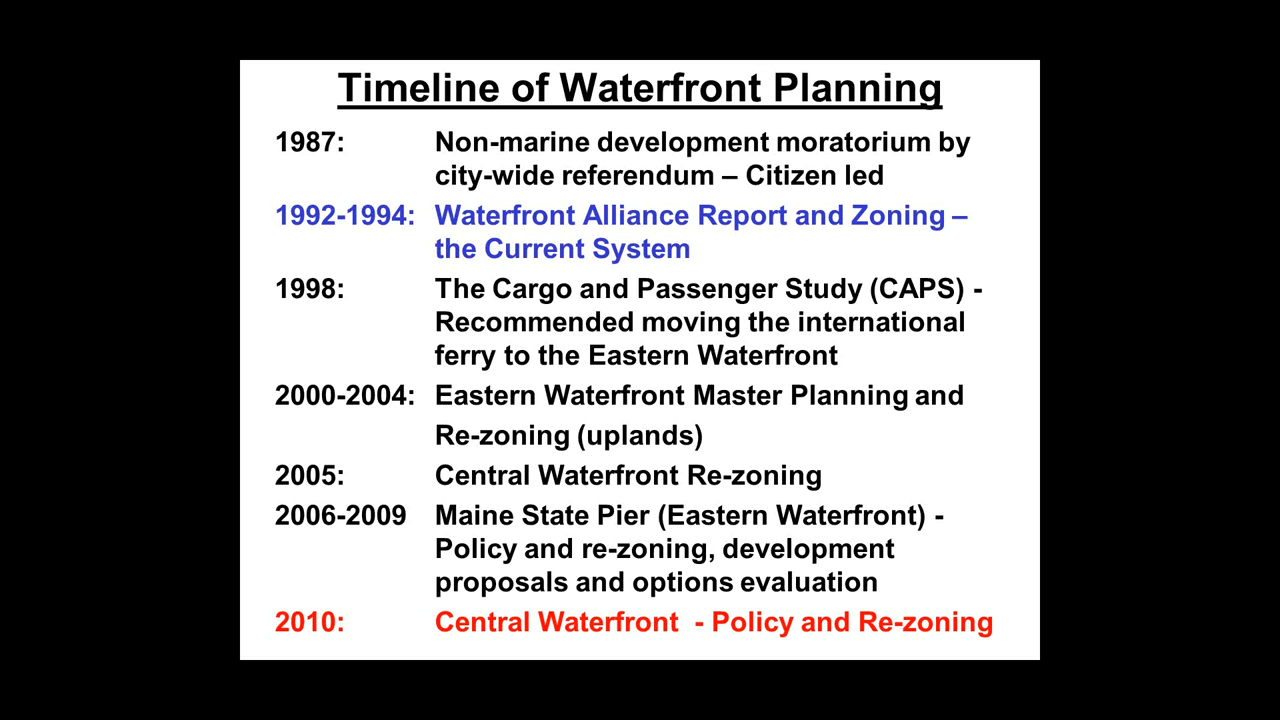 Timeline of Waterfront Planning
1987: Non-marine development moratorium by
city-wide referendum – Citizen led
1992-1994: Waterfront Alliance Report and Zoning –
the Current System
1998: The Cargo and Passenger Study (CAPS) -
Recommended moving the international
ferry to the Eastern Waterfront
2000-2004: Eastern Waterfront Master Planning and
Re-zoning (uplands)
2005: Central Waterfront Re-zoning
2006-2009 Maine State Pier (Eastern Waterfront) -
Policy and re-zoning, development
proposals and options evaluation
2010: Central Waterfront - Policy and Re-zoning